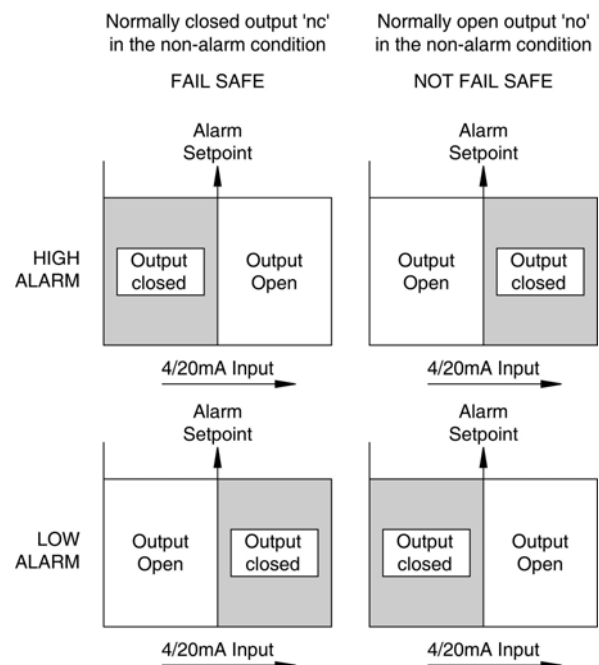 Normally closed output 'nc'
in the non-alarm condition
FAIL SAFE
Normally open output 'no'
in the non-alarm condition
NOT FAIL SAFE
Alarm
Setpoint
Alarm
Setpoint
HIGH
ALARM
Output
closed
Output
Open
Output
Open
Output
closed
4/20mA Input
4/20mA Input
Alarm
Setpoint
Alarm
Setpoint
LOW
ALARM
Output
Open
Output
closed
Output
closed
Output
Open
4/20mA Input
4/20mA Input